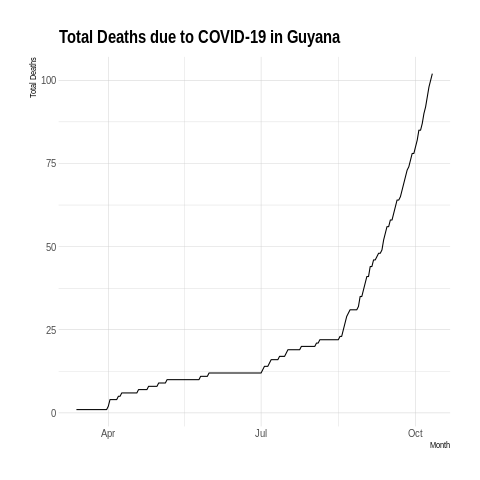 Total Deaths due to COVID-19 in Guyana
Total Deaths
100
75
50
25
0
Apr
Jul
Oct
Month